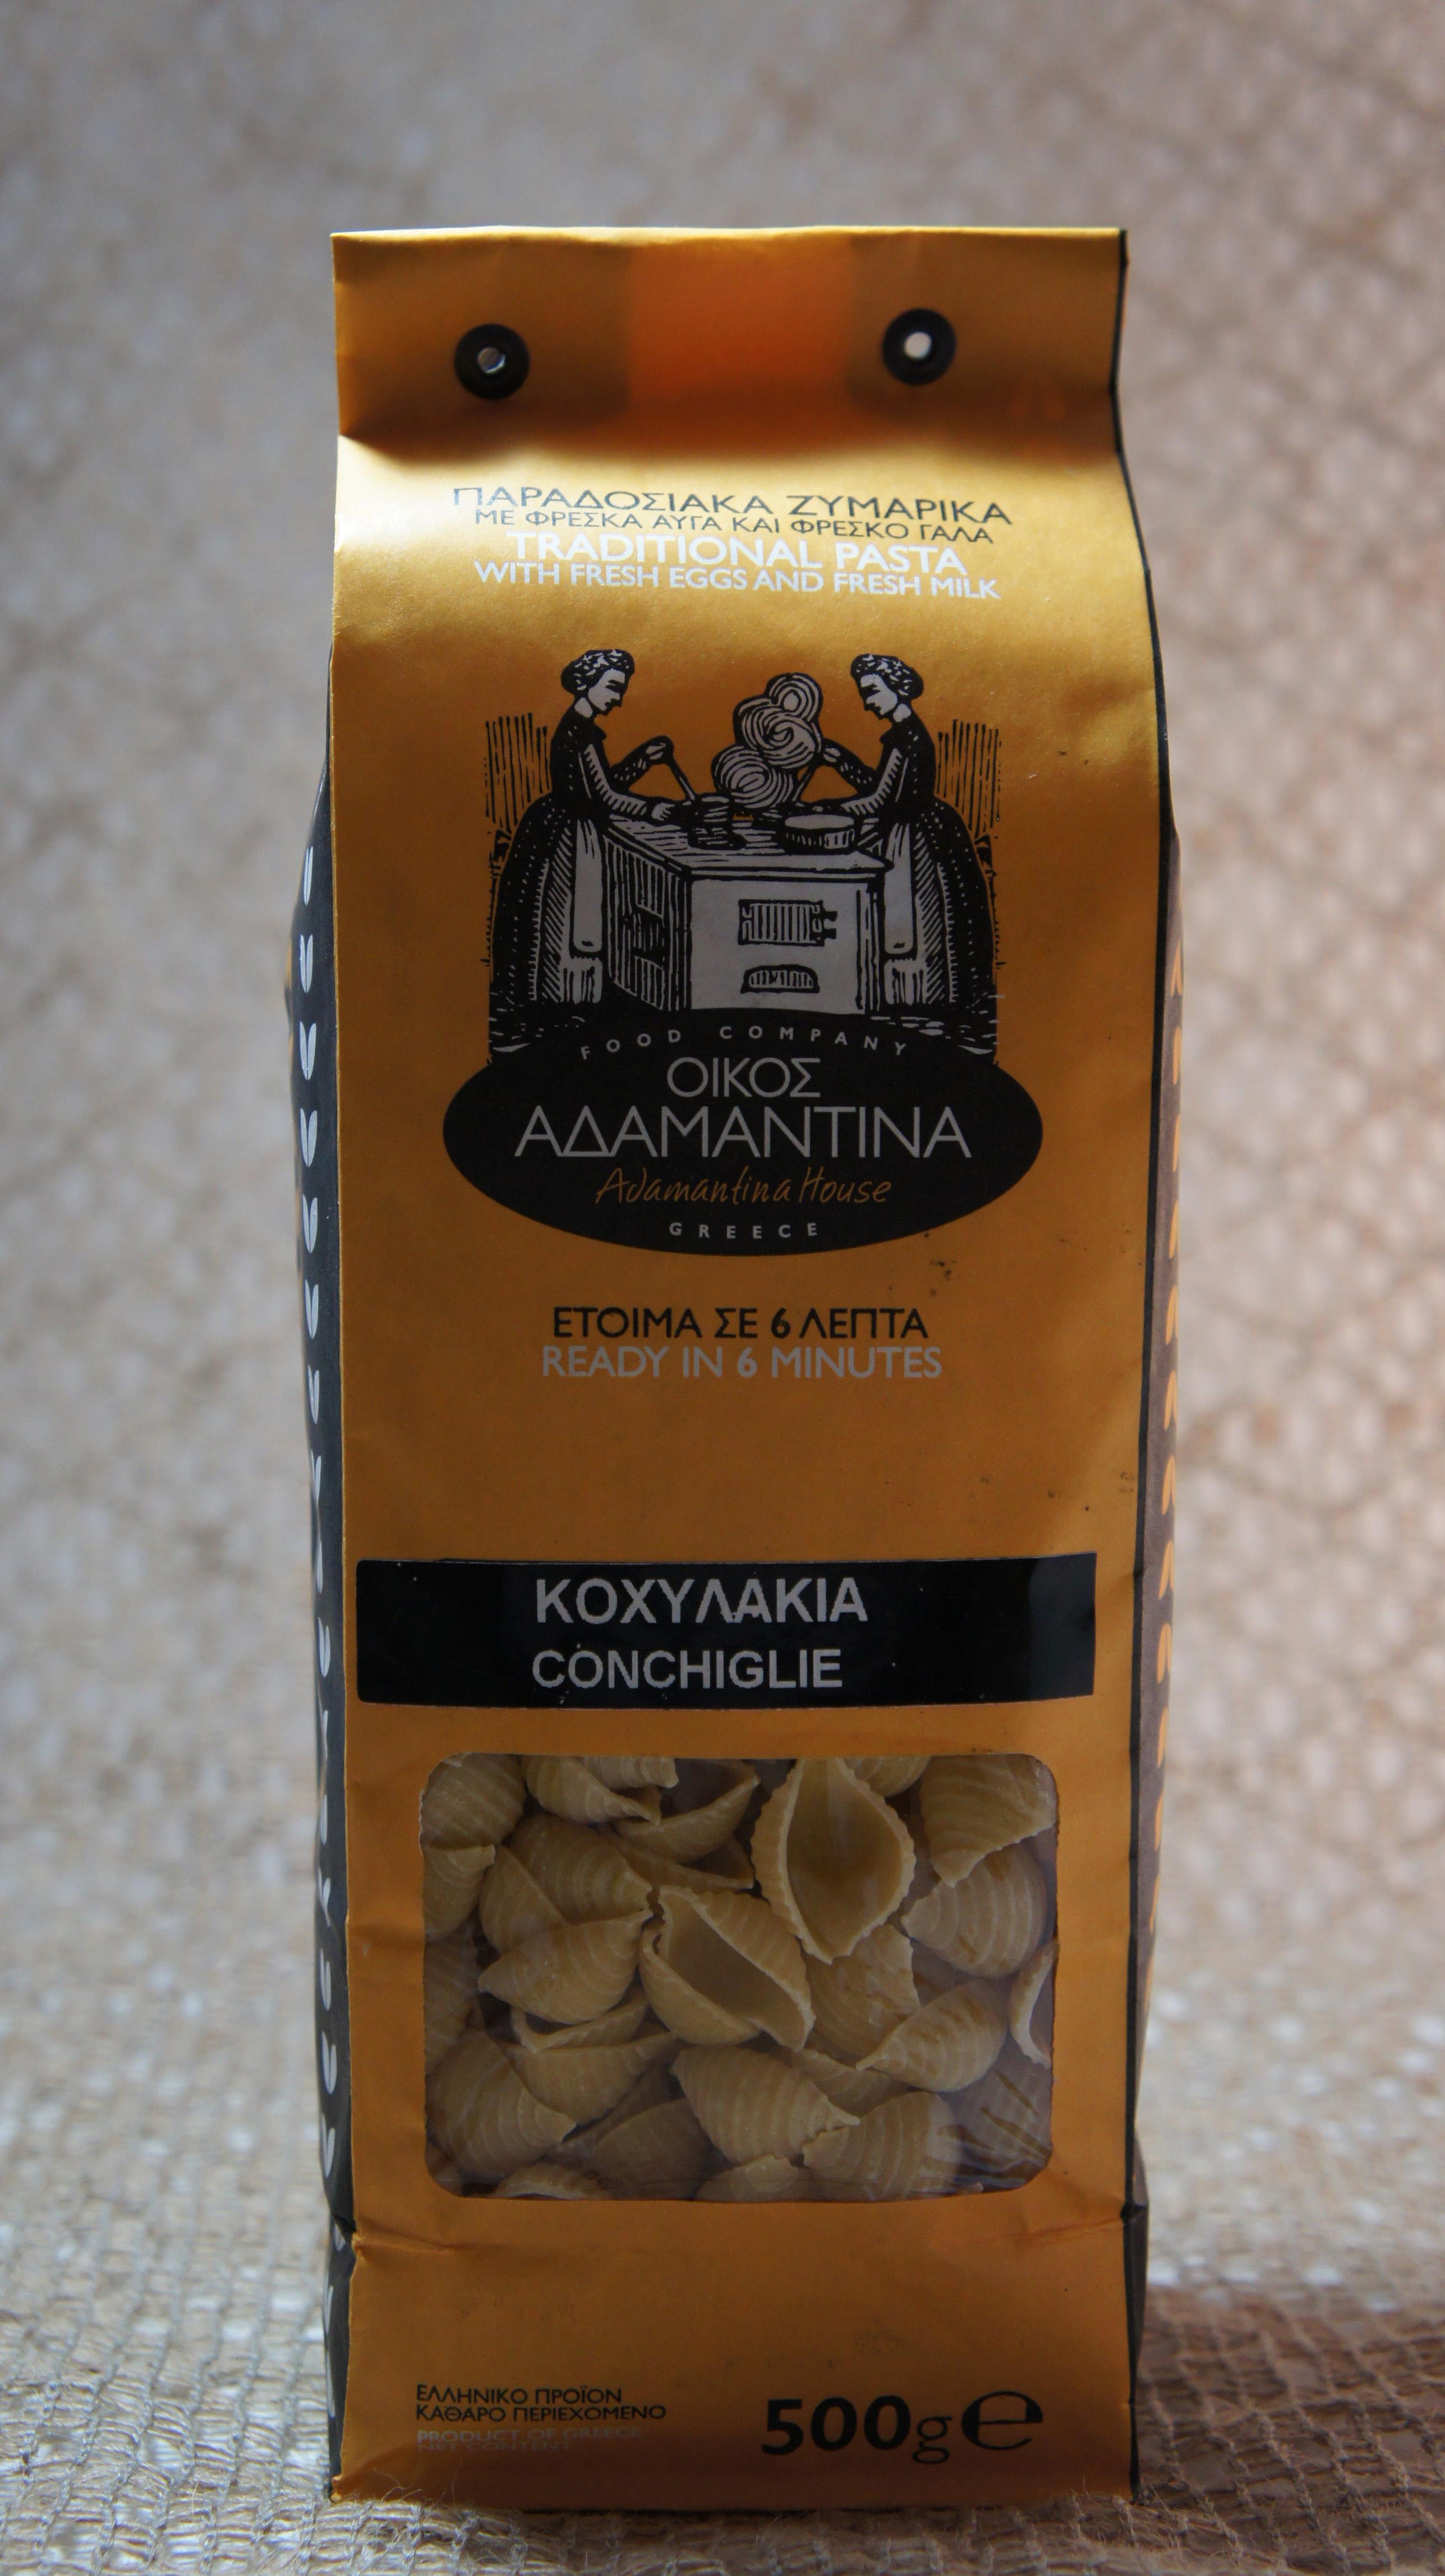 ΠΑΡΑΔΟΣΙΑΚΑ ΖΥΜΑΡΙΚΑ
ΜΕ ΦΡΕΣΚΑ ΑΥΓΑ ΚΑΙ ΦΡΕΣΚΟ ΓΑΛΑ
TRADITIONAL PASTA
WITH FRESH EGGS AND FRESH MILK
FOOD COMPANY
ΟΙΚΟΣ
ΑΔΑΜΑΝΤΙΝΑ
Adamantina House
GREECE
ΕΤΟΙΜΑ ΣΕ 6 ΛΕΠΤΑ
READY IN 6 MINUTES
ΚΟΧΥΛΑΚΙΑ
CONCHIGLIE
ΕΛΛΗΝΙΚΟ ΠΡΟΪΟΝ
ΚΑΘΑΡΟ ΠΕΡΙΕΧΟΜΕΝΟ
PRODUCT OF GREECE
NET CONTENT
500g℮